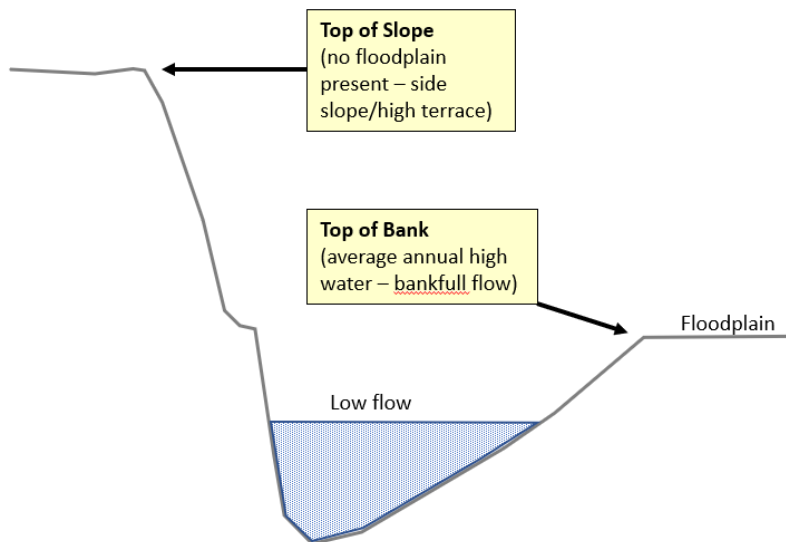 Top of Slope
(no floodplain
present – side
slope/high terrace)
Top of Bank
(average annual high
water – bankfull flow)
Floodplain
Low flow